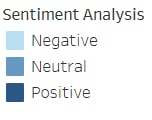 Sentiment Analysis
Negative
Neutral
Positive